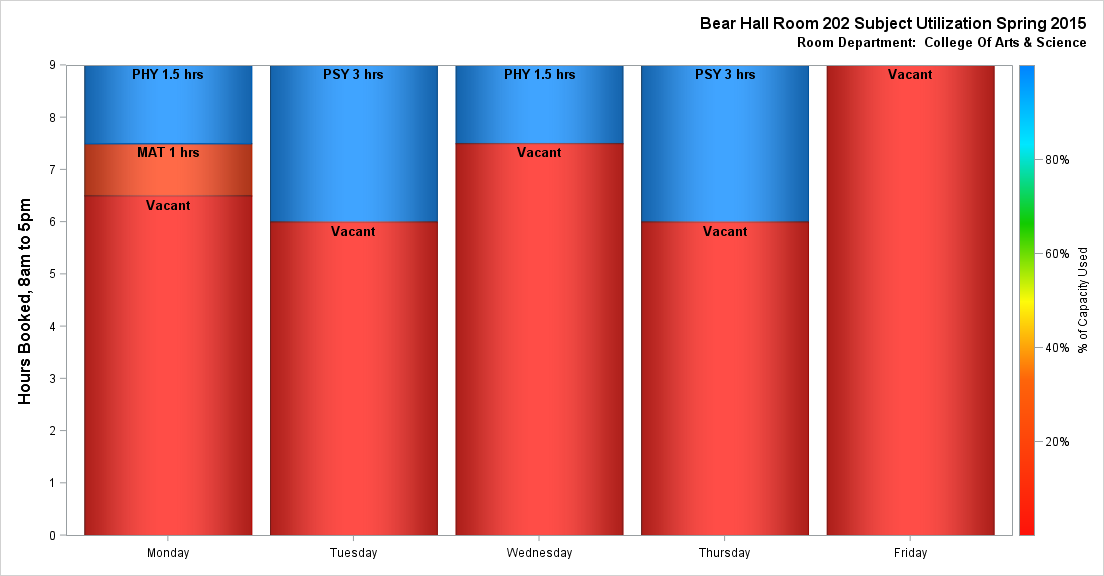 Bear Hall Room 202 Subject Utilization Spring 2015
Room Department:  College Of Arts & Science
Hours Booked, 8am to 5pm
9
8
7
6
5
4
3
2
1
0
PHY 1.5 hrs
MAT 1 hrs
Vacant
PSY 3 hrs
Vacant
PHY 1.5 hrs
Vacant
PSY 3 hrs
Vacant
Vacant
Monday
Tuesday
Wednesday
Thursday
Friday
80%
60%
40%
20%
% of Capacity Used